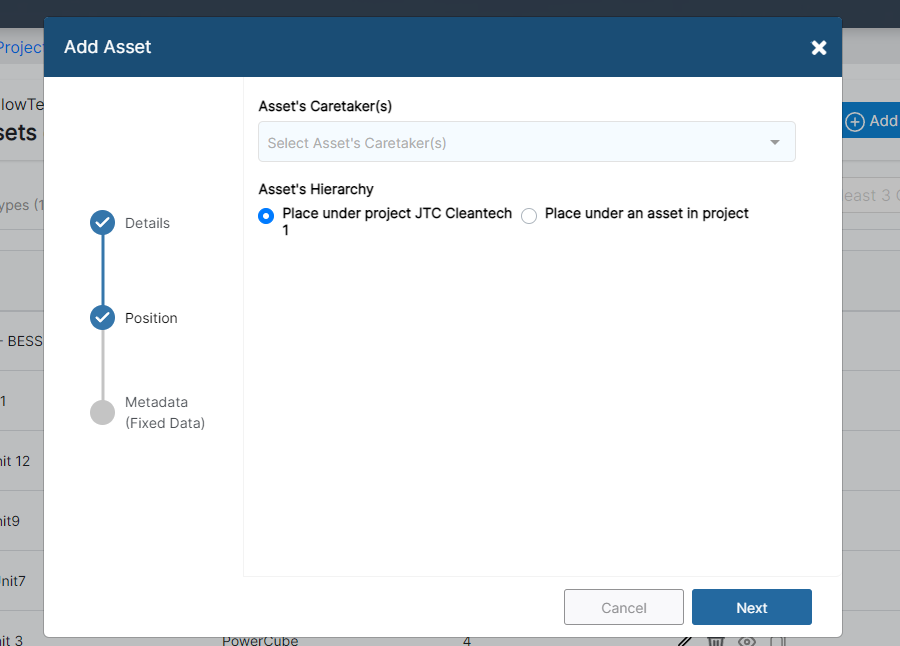 Add Asset
Project
lowTe
sets
Add
ypes (1
east 3
Asset's Caretaker(s)
Select Asset's Caretaker(s)
Asset's Hierarchy
Place under project JTC Cleantech
1
Place under an asset in project
Details
Position
Metadata
(Fixed Data)
- BESS
1
nit 12
nit9
Unit7
nit 3
PowerCube
4
Cancel
Next